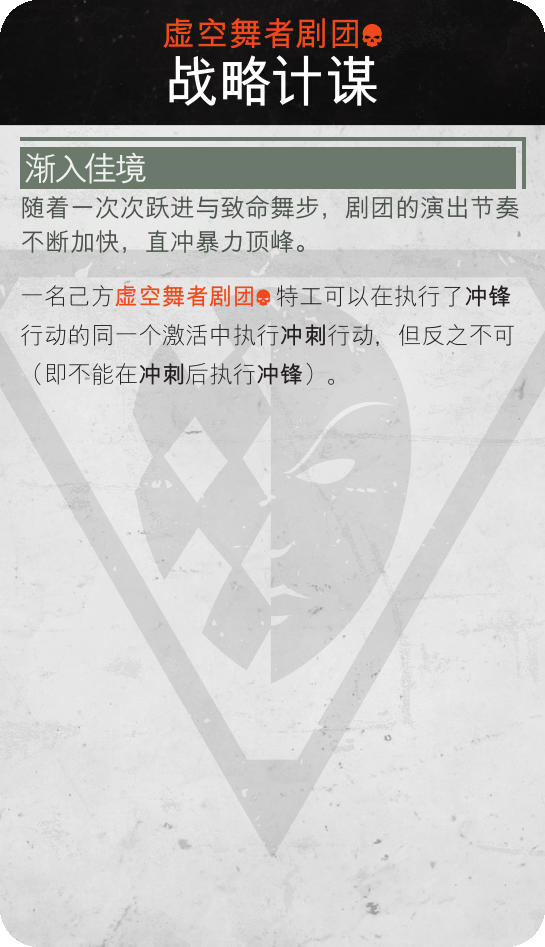 虚空舞者剧团
战略计谋
渐入佳境
随着一次次跃进与致命舞步，剧团的演出节奏
不断加快，直冲暴力顶峰。
一名己方虚空舞者剧团 特工可以在执行了冲锋
行动的同一个激活中执行冲刺行动，但反之不可
（即不能在冲刺后执行冲锋）。